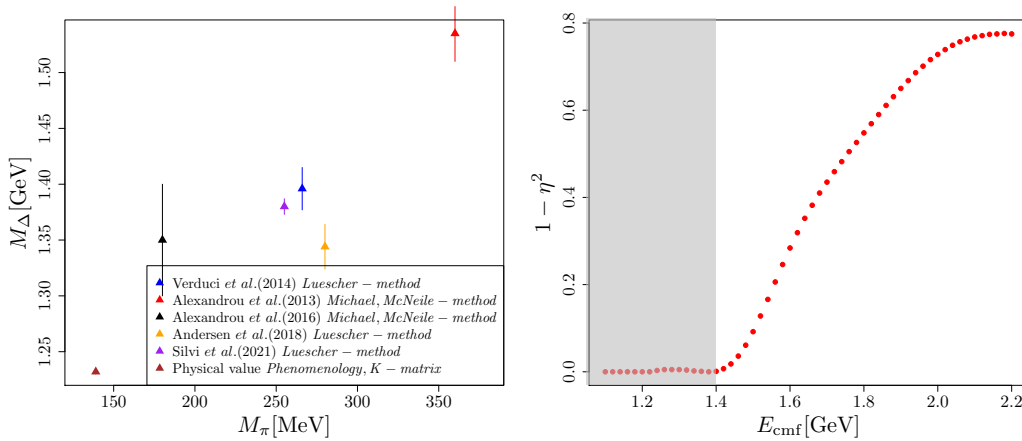 1.25 1.30 1.35 1.40 1.45 1.50
M_Δ[GeV]
Verduci et al.(2014) Luescher − method
Alexandrou et al.(2013) Michael, McNeile − method
Alexandrou et al.(2016) Michael, McNeile − method
Andersen et al.(2018) Luescher − method
Silvi et al.(2021) Luescher − method
Physical value Phenomenology, K − matrix
150 200 250 300 350
M_π[MeV]
0.0 0.2 0.4 0.6 0.8
1 − η²
1.2 1.4 1.6 1.8 2.0 2.2
E_cmf[GeV]